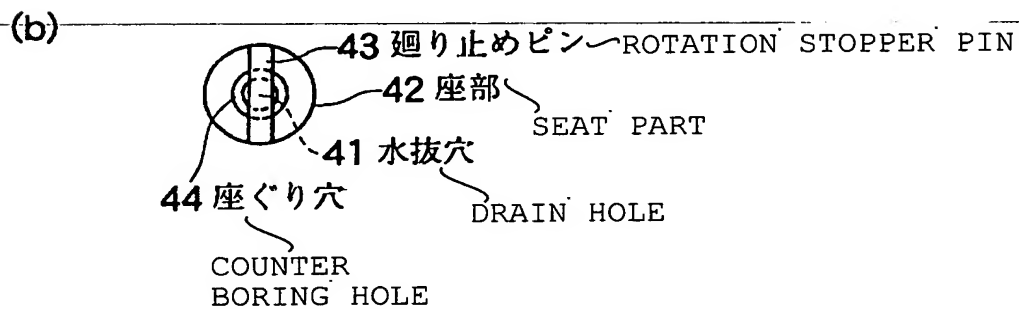 (b)
43 廻り止めピン ROTATION STOPPER PIN
42 座部
SEAT PART
41 水抜穴
44 座ぐり穴
DRAIN HOLE
COUNTER
BORING HOLE